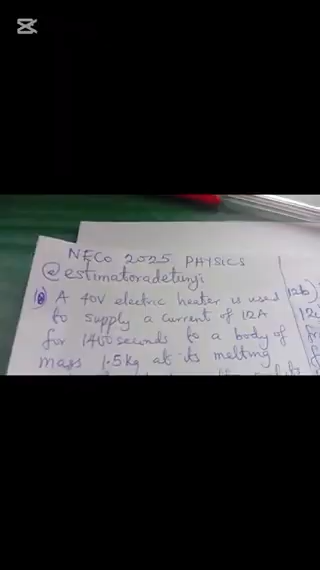 NECO 2025 PHYSICS
@estimatoradetunji
A 40V electric heater is used
to supply a current of 12A
for 1400 seconds to a body of
mass 1.5kg at its melting
12b)